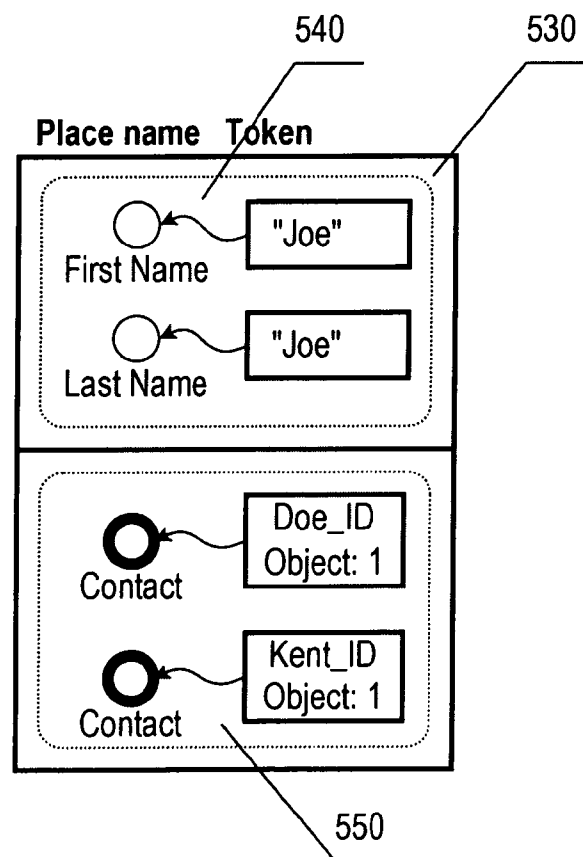 540 530
Place name Token
"Joe"
First Name
"Joe"
Last Name
Doe_ID
Object: 1
Contact
Kent_ID
Object: 1
Contact
550